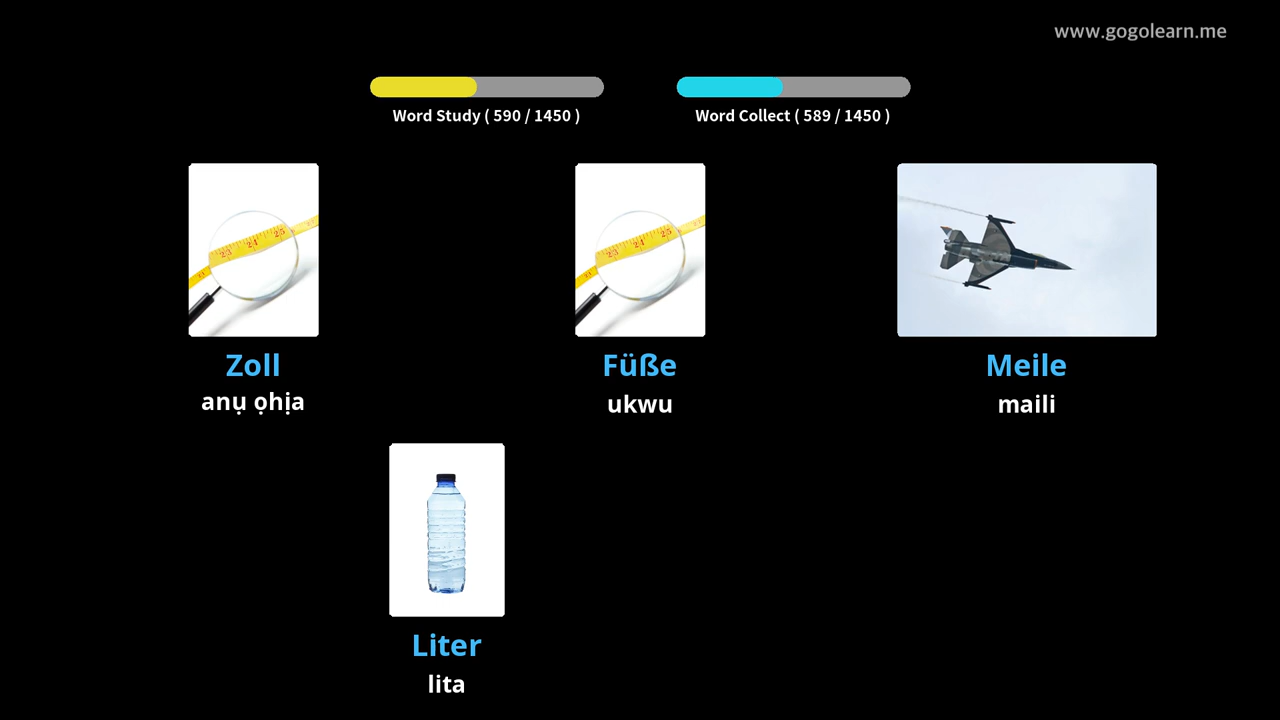 www.gogolearn.me
Word Study ( 590 / 1450 )
Word Collect ( 589 / 1450 )
Zoll
anụ ọhịa
Füße
ukwu
Meile
maili
Liter
lita